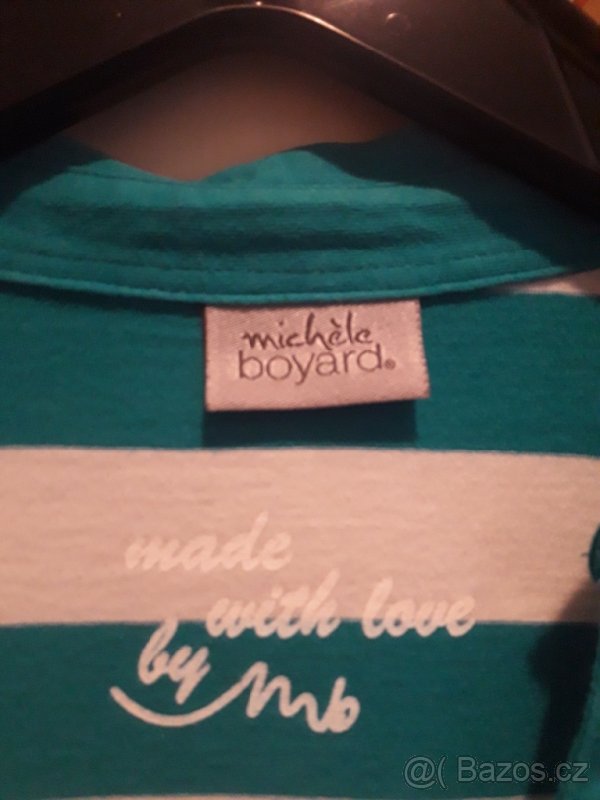 michèle
boyard®
made
with love
by Mb
@( Bazos.cz